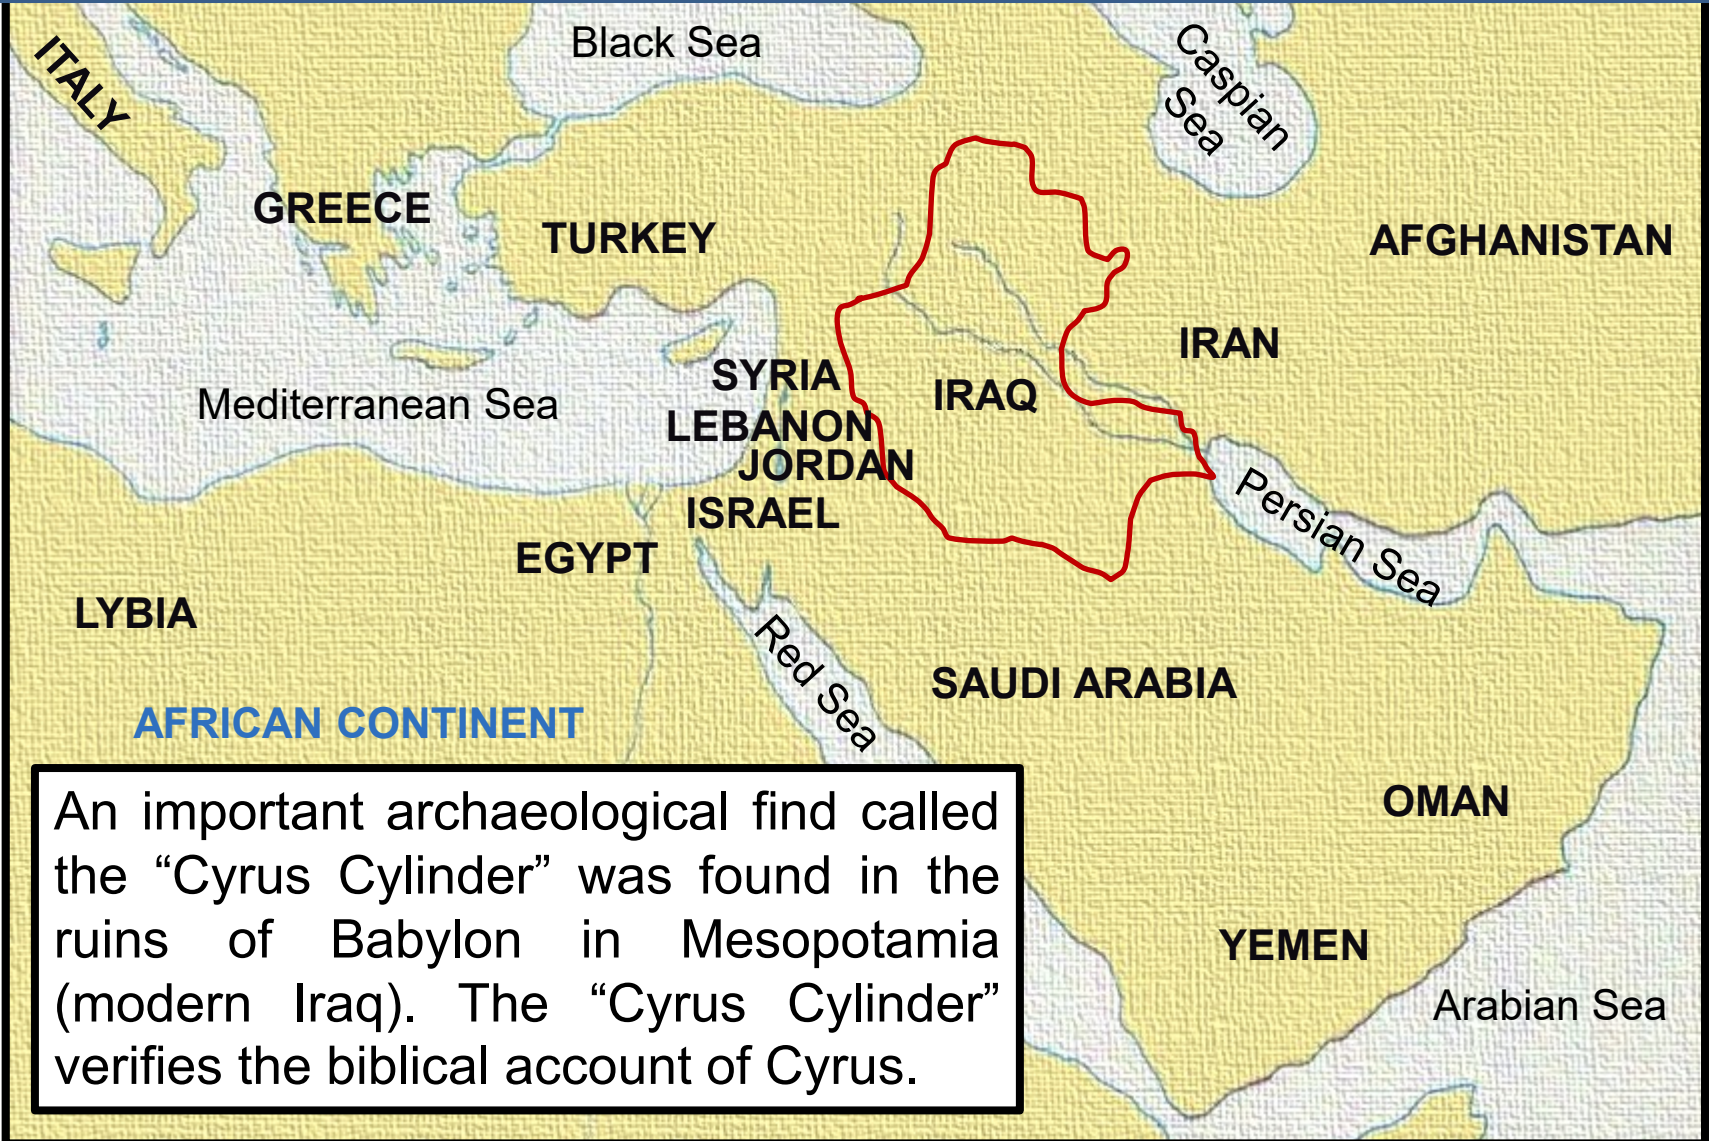 Black Sea
Caspian
Sea
ITALY
GREECE
TURKEY
AFGHANISTAN
IRAN
SYRIA
IRAQ
Mediterranean Sea
LEBANON
JORDAN
ISRAEL
Persian Sea
EGYPT
LYBIA
Red Sea
SAUDI ARABIA
AFRICAN CONTINENT
OMAN
YEMEN
Arabian Sea
An important archaeological find called
the “Cyrus Cylinder” was found in the
ruins of Babylon in Mesopotamia
(modern Iraq). The “Cyrus Cylinder”
verifies the biblical account of Cyrus.